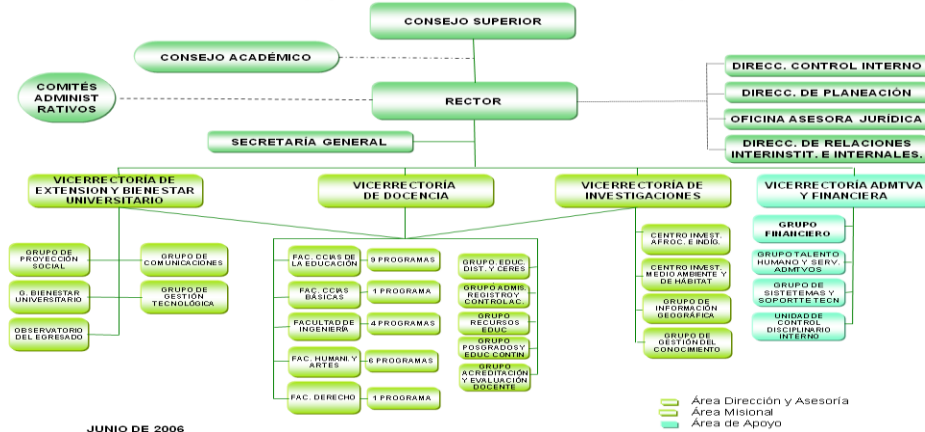 CONSEJO SUPERIOR
CONSEJO ACADÉMICO
COMITÉS
ADMINIST
RATIVOS
RECTOR
DIRECC. CONTROL INTERNO
DIRECC. DE PLANEACIÓN
OFICINA ASESORA JURÍDICA
DIRECC. DE RELACIONES
INTERINSTIT. E INTERNALES.
SECRETARÍA GENERAL
VICERRECTORÍA DE
EXTENSION Y BIENESTAR
UNIVERSITARIO
VICERRECTORÍA
DE DOCENCIA
VICERRECTORÍA DE
INVESTIGACIONES
VICERRECTORÍA ADMTVA
Y FINANCIERA
GRUPO DE
PROYECCIÓN
SOCIAL
GRUPO DE
COMUNICACIONES
G. BIENESTAR
UNIVERSITARIO
GRUPO DE
GESTIÓN
TECNOLÓGICA
OBSERVATORIO
DEL EGRESADO
FAC. CCIAS DE
LA EDUCACIÓN
9 PROGRAMAS
FAC. CCIAS
BÁSICAS
1 PROGRAMA
FACULTAD DE
INGENIERÍA
4 PROGRAMAS
FAC. HUMANI. Y
ARTES
6 PROGRAMAS
FAC. DERECHO
1 PROGRAMA
GRUPO. EDUC.
DIST. Y CERES
GRUPO ADMIS.
REGISTRO Y
CONTROL AC.
GRUPO
RECURSOS
EDUC
GRUPO
POSGRADOS Y
EDUC CONTIN
GRUPO
ACREDITACIÓN
Y EVALUACIÓN
DOCENTE
CENTRO INVEST.
AFROC. E INDÍG.
CENTRO INVEST.
MEDIO AMBIENTE Y
DE HÁBITAT
GRUPO DE
INFORMACIÓN
GEOGRÁFICA
GRUPO DE
GESTIÓN DEL
CONOCIMIENTO
GRUPO
FINANCIERO
GRUPO TALENTO
HUMANO Y SERV.
ADMTVOS
GRUPO DE
SISTETEMAS Y
SOPORTTE TECN
UNIDAD DE
CONTROL
DISCIPLINARIO
INTERNO
Área Dirección y Asesoría
Área Misional
Área de Apoyo
JUNIO DE 2006